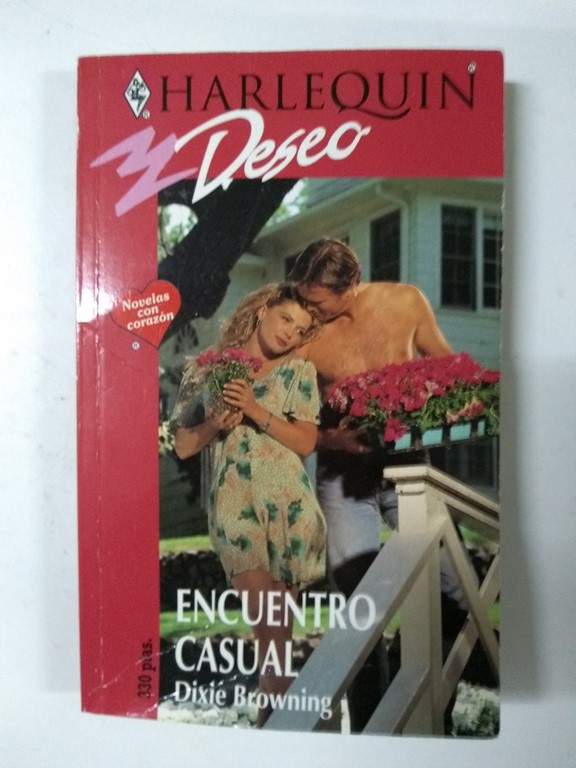 HARLEQUIN
Deseo
Novelas
con
corazón
ENCUENTRO
CASUAL
Dixie Browning
330 ptas.